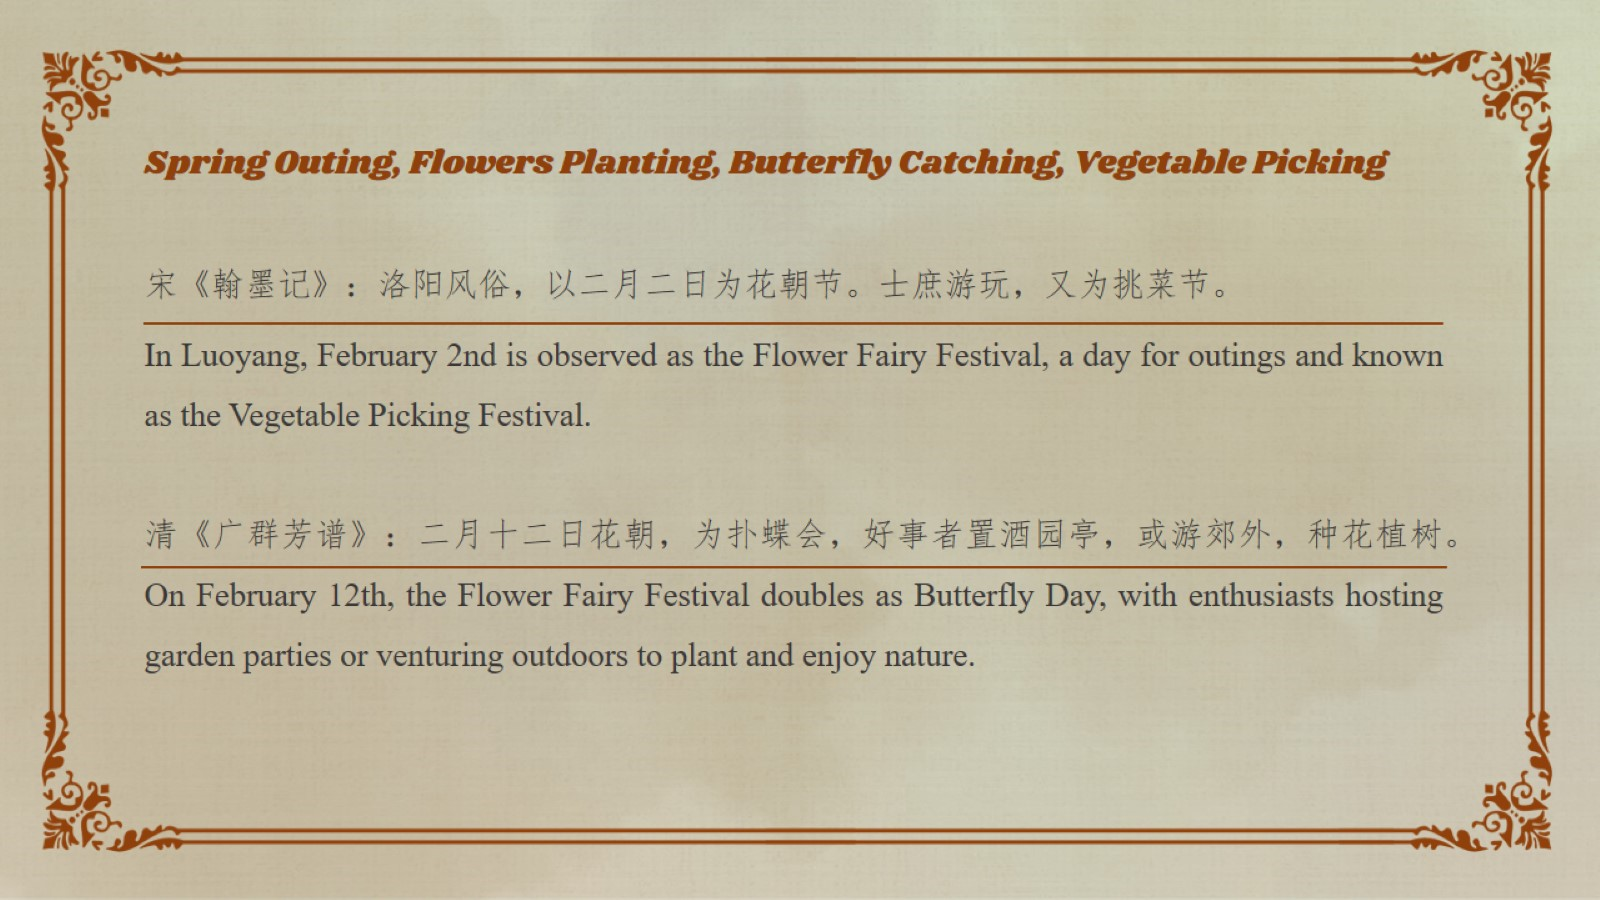 Spring Outing, Flowers Planting, Butterfly Catching, Vegetable Picking
宋《翰墨记》：洛阳风俗，以二月二日为花朝节。士庶游玩，又为挑菜节。
In Luoyang, February 2nd is observed as the Flower Fairy Festival, a day for outings and known
as the Vegetable Picking Festival.
清《广群芳谱》：二月十二日花朝，为扑蝶会，好事者置酒园亭，或游郊外，种花植树。
On February 12th, the Flower Fairy Festival doubles as Butterfly Day, with enthusiasts hosting
garden parties or venturing outdoors to plant and enjoy nature.